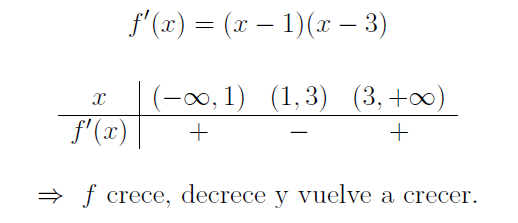 f′(x) = (x − 1)(x − 3)
x (−∞, 1) (1, 3) (3, +∞)
f′(x) + − +
⇒ f crece, decrece y vuelve a crecer.